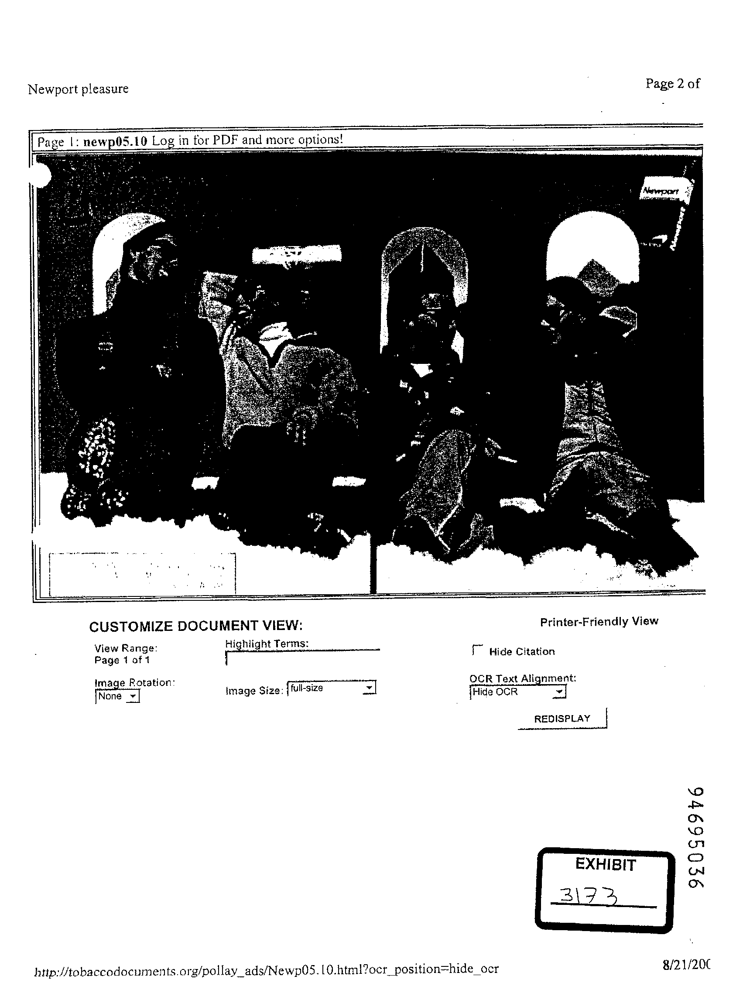 Newport pleasure
Page 2 of
Page 1: newp05.10 Log in for PDF and more options!
Newport
CUSTOMIZE DOCUMENT VIEW:
Printer-Friendly View
View Range:
Page 1 of 1
Highlight Terms:
Hide Citation
Image Rotation:
None
Image Size: full-size
OCR Text Alignment:
Hide OCR
REDISPLAY
94695036
EXHIBIT
3173
http://tobaccodocuments.org/pollay_ads/Newp05.10.html?ocr_position=hide_ocr
8/21/200